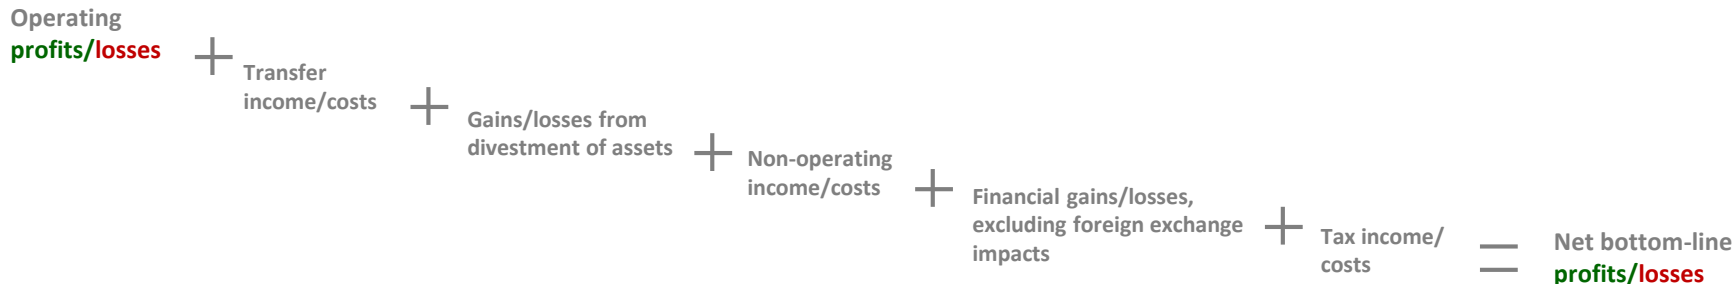 Operating
profits/losses
+
Transfer
income/costs
+
Gains/losses from
divestment of assets
+
Non-operating
income/costs
+
Financial gains/losses,
excluding foreign exchange
impacts
+
Tax income/
costs
=
Net bottom-line
profits/losses